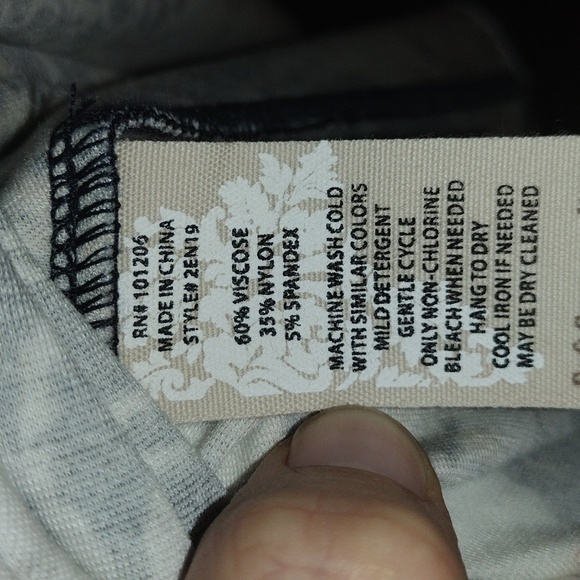 RN# 101206
MADE IN CHINA
STYLE# 2EN19
60% VISCOSE
35% NYLON
5% SPANDEX
MACHINE WASH COLD
WITH SIMILAR COLORS
MILD DETERGENT
GENTLE CYCLE
ONLY NON-CHLORINE
BLEACH WHEN NEEDED
HANG TO DRY
COOL IRON IF NEEDED
MAY BE DRY CLEANED